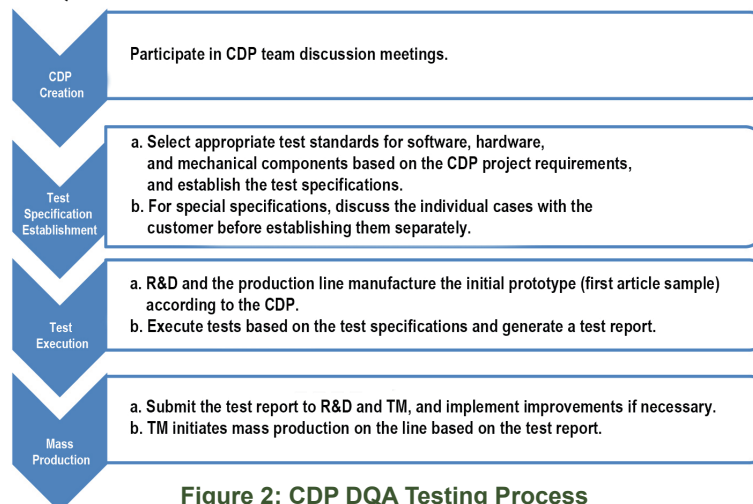 CDP
Creation
Participate in CDP team discussion meetings.
Test
Specification
Establishment
a. Select appropriate test standards for software, hardware,
and mechanical components based on the CDP project requirements,
and establish the test specifications.
b. For special specifications, discuss the individual cases with the
customer before establishing them separately.
Test
Execution
a. R&D and the production line manufacture the initial prototype (first article sample)
according to the CDP.
b. Execute tests based on the test specifications and generate a test report.
Mass
Production
a. Submit the test report to R&D and TM, and implement improvements if necessary.
b. TM initiates mass production on the line based on the test report.
Figure 2: CDP DQA Testing Process